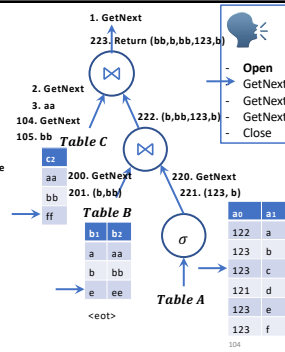 1. GetNext
223. Return (bb,b,bb,123,b)
⋈
- Open
- GetNext
- GetNext
- GetNext
- Close
2. GetNext
3. aa
104. GetNext
105. bb
Table C
222. (b,bb,123,b)
⋈
c2
aa
bb
ff
e
200. GetNext
201. (b,bb)
220. GetNext
221. (123, b)
Table B
b1 b2
a aa
b bb
e ee
<eot>
σ
Table A
a0 a1
122 a
123 b
123 c
121 d
123 e
123 f
104